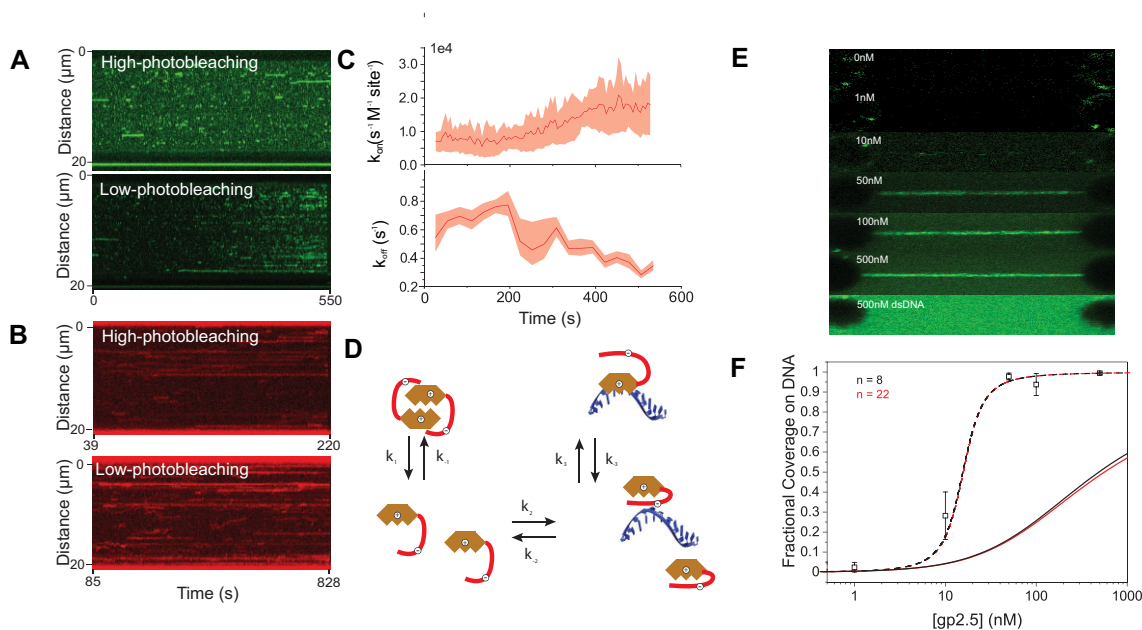 A
Distance (µm)
0
High-photobleaching
20
Distance (µm)
Low-photobleaching
20
0
550
B
Distance (µm)
0
High-photobleaching
20
39
220
Distance (µm)
0
Low-photobleaching
20
85
828
Time (s)
C
1e4
kon(s-1 M-1 site-1)
3.0
2.0
1.0
0.0
koff (s-1)
0.8
0.6
0.4
0.2
0
200
400
600
Time (s)
D
k1
k-1
k2
k-2
k3
k-3
E
0nM
1nM
10nM
50nM
100nM
500nM
500nM dsDNA
F
Fractional Coverage on DNA
n = 8
n = 22
1
0.9
0.8
0.7
0.6
0.5
0.4
0.3
0.2
0.1
0
1
10
100
1000
[gp2.5] (nM)